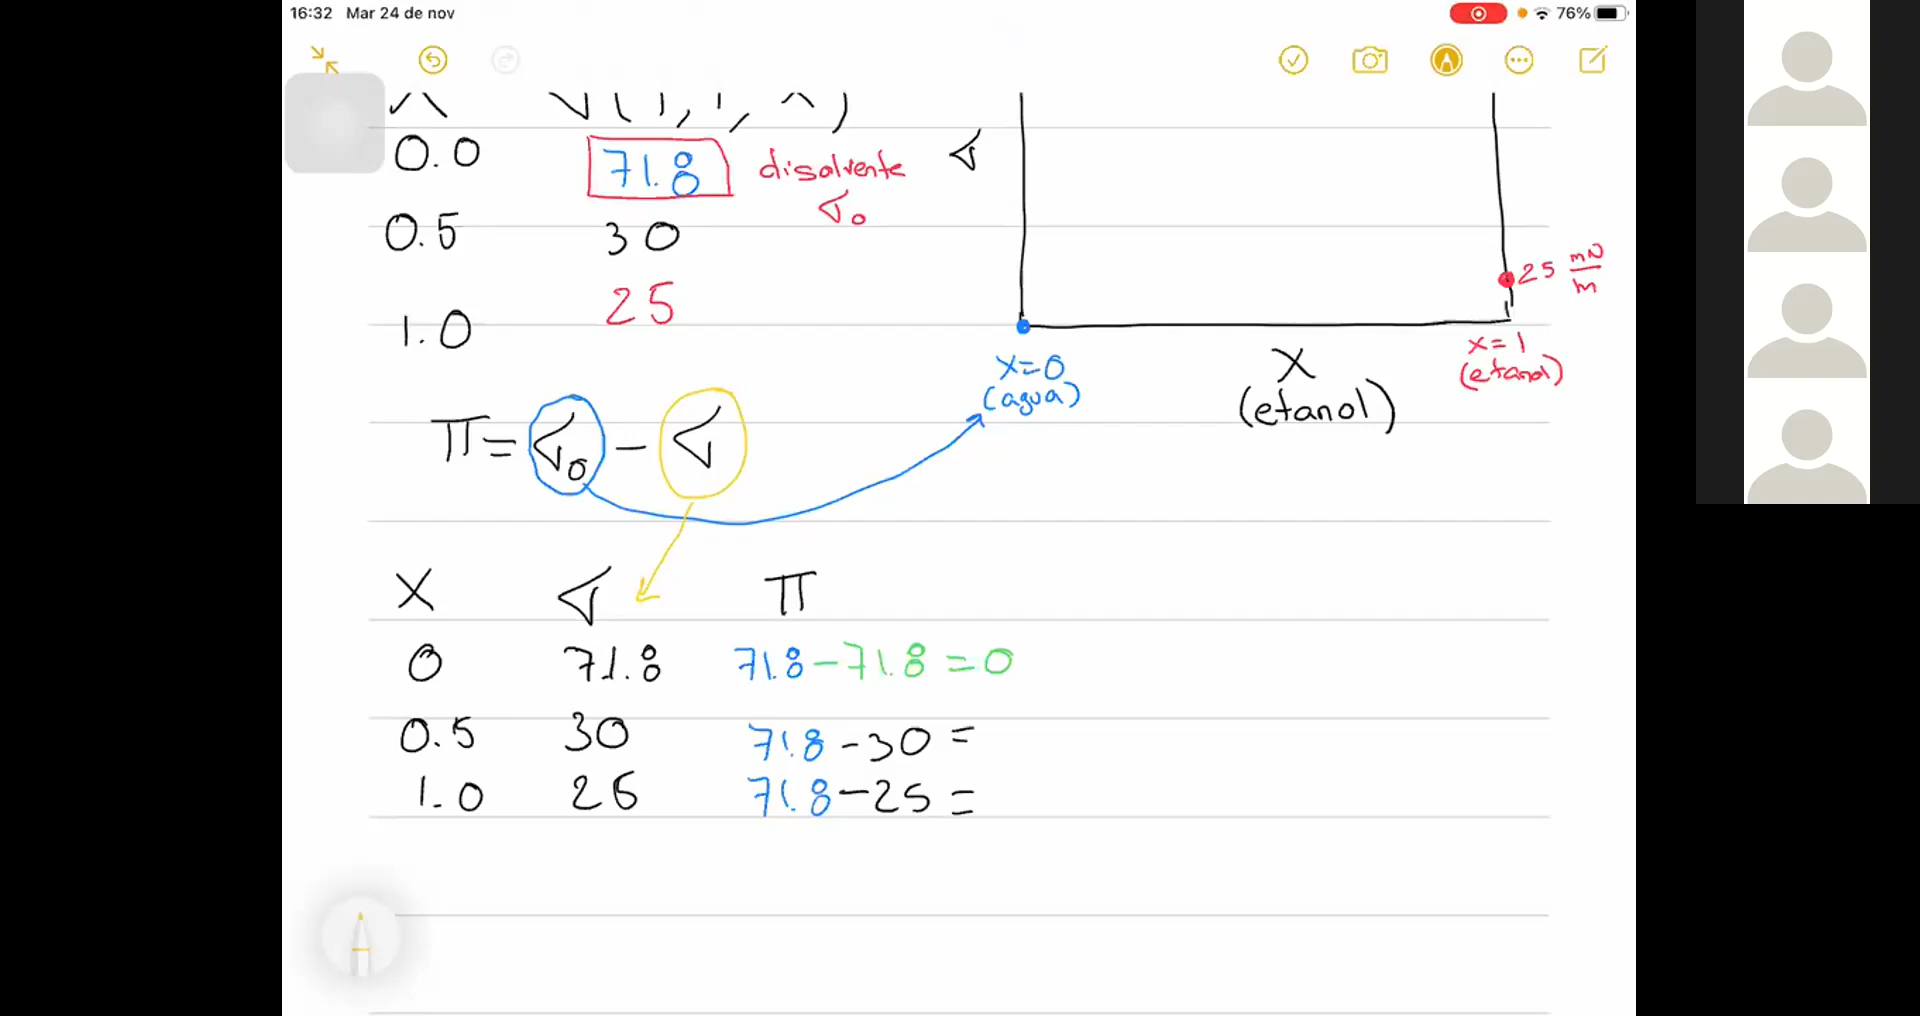 16:32 Mar 24 de nov
76%
0.0 71.8 disolvente σ
σ₀
0.5 30
25 mN/m
1.0 25
x=0 (agua)
x (etanol)
x=1 (etanol)
π=σ₀-σ
x σ π
0 71.8 71.8-71.8=0
0.5 30 71.8-30=
1.0 25 71.8-25=